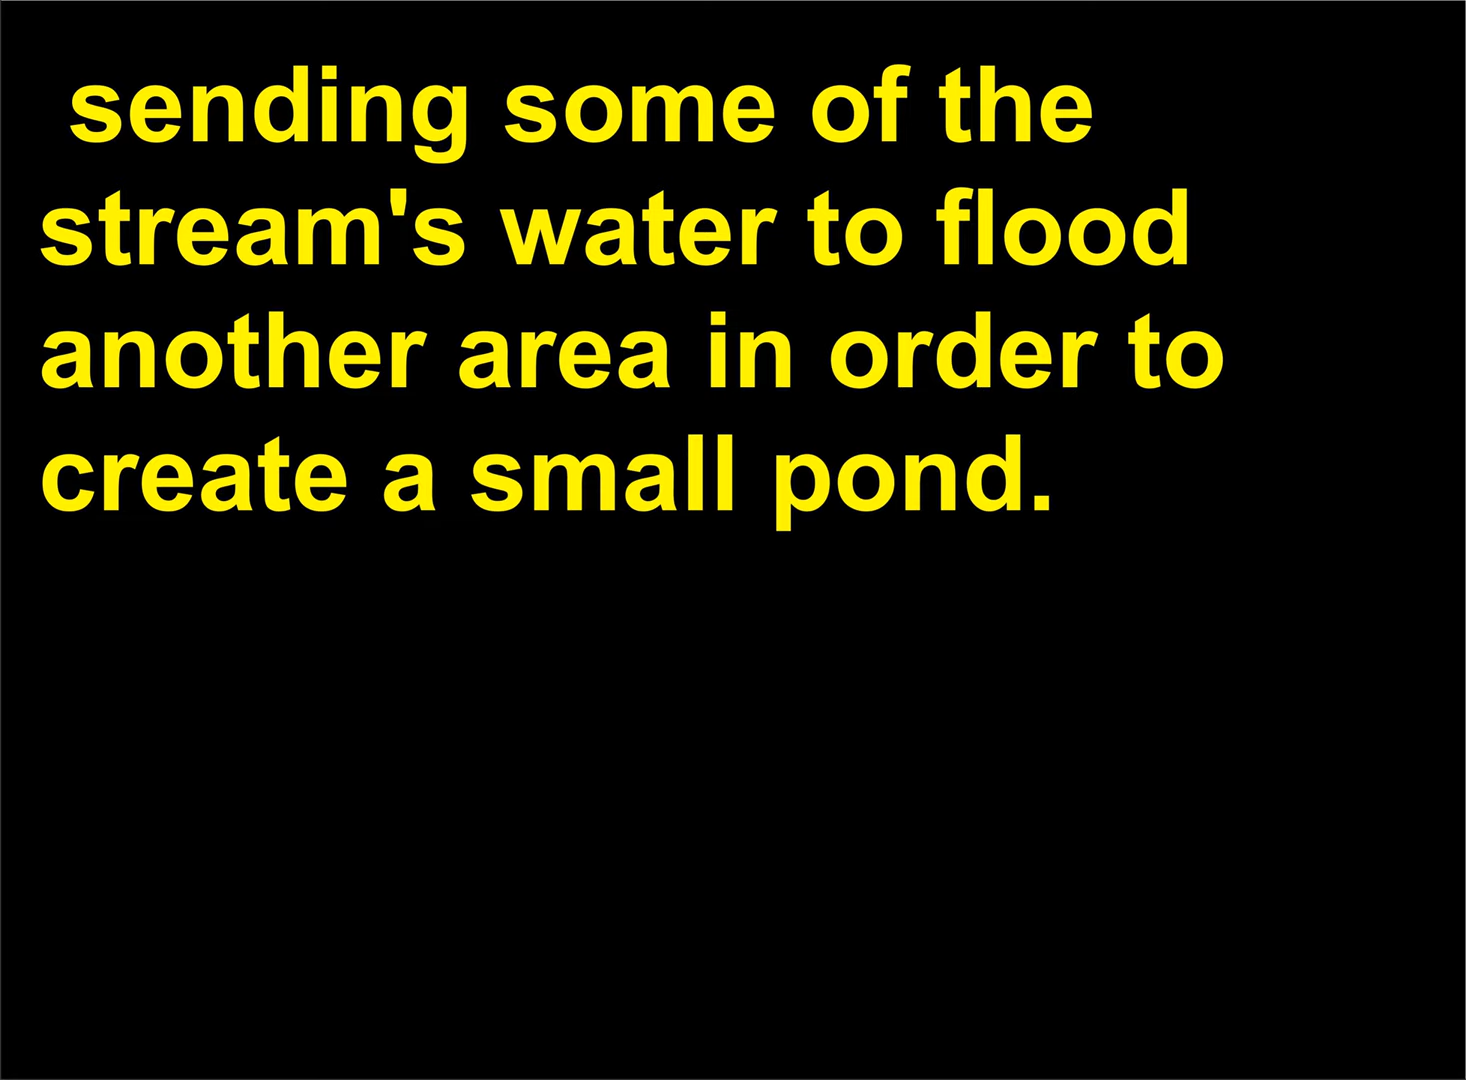 sending some of the
stream's water to flood
another area in order to
create a small pond.